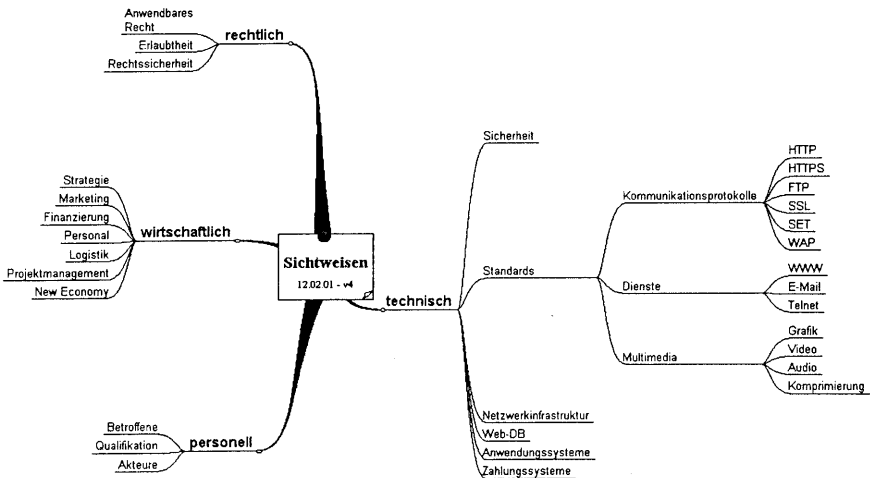 Anwendbares
Recht
Erlaubtheit
Rechtssicherheit
rechtlich
Strategie
Marketing
Finanzierung
Personal
Logistik
Projektmanagement
New Economy
wirtschaftlich
Sichtweisen
12.02.01 - v4
Betroffene
Qualifikation
Akteure
personell
technisch
Sicherheit
Standards
Kommunikationsprotokolle
HTTP
HTTPS
FTP
SSL
SET
WAP
Dienste
WWW
E-Mail
Telnet
Multimedia
Grafik
Video
Audio
Komprimierung
Netzwerkinfrastruktur
Web-DB
Anwendungssysteme
Zahlungssysteme